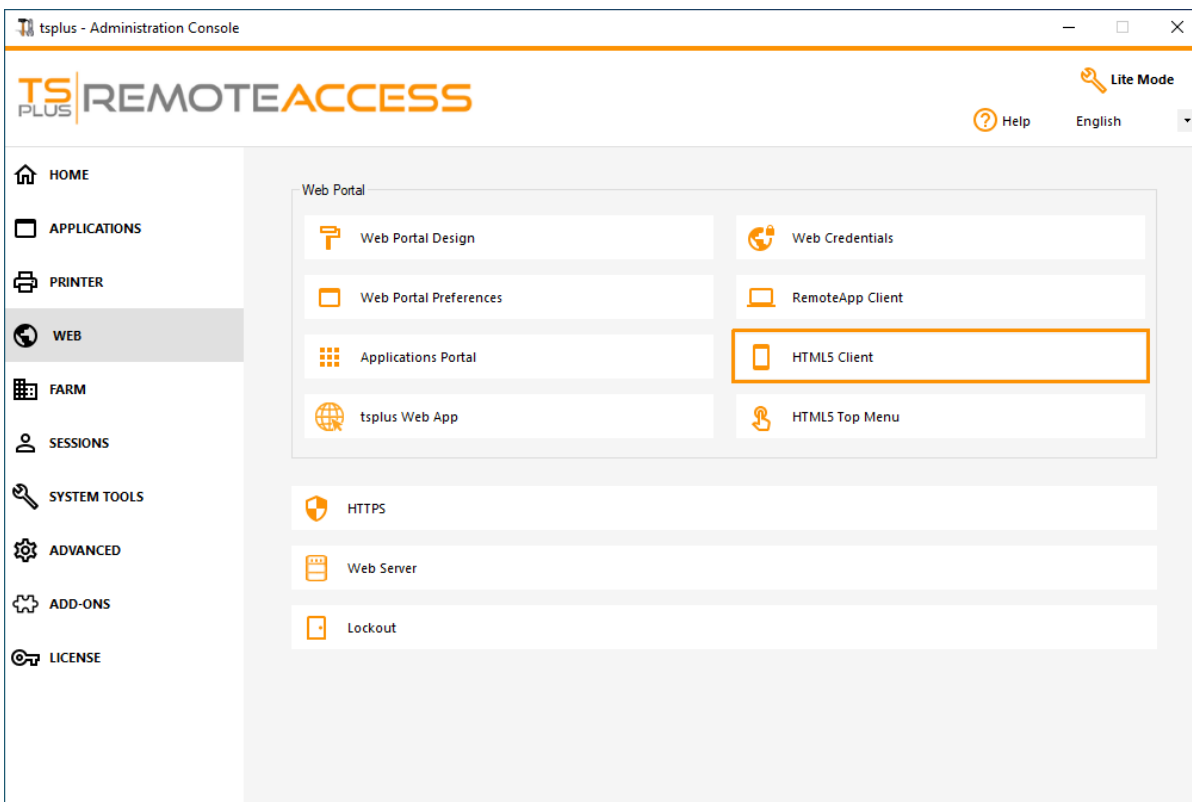 tsplus - Administration Console
TS PLUS REMOTEACCESS
Lite Mode
Help
English
HOME
APPLICATIONS
PRINTER
WEB
FARM
SESSIONS
SYSTEM TOOLS
ADVANCED
ADD-ONS
LICENSE
Web Portal
Web Portal Design
Web Credentials
Web Portal Preferences
RemoteApp Client
Applications Portal
HTML5 Client
tsplus Web App
HTML5 Top Menu
HTTPS
Web Server
Lockout